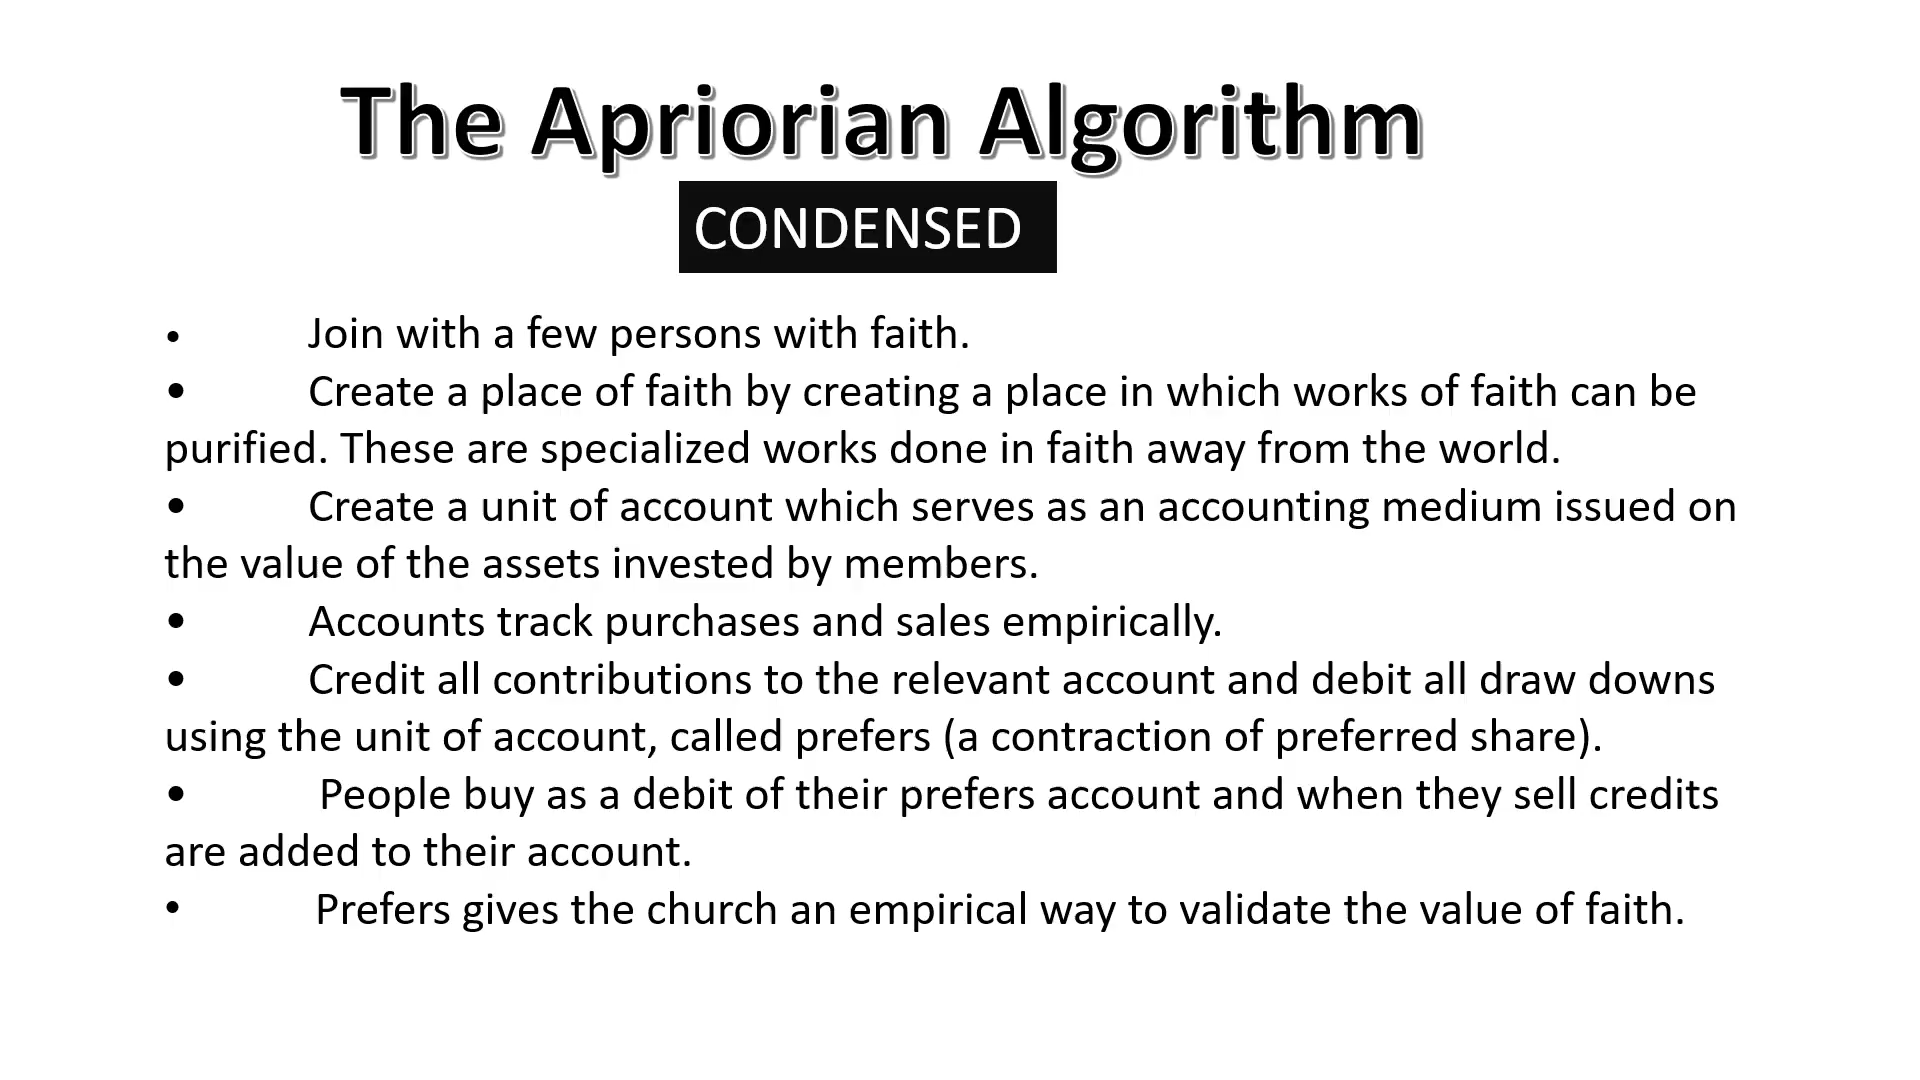 The Apriorian Algorithm
CONDENSED
• Join with a few persons with faith.
• Create a place of faith by creating a place in which works of faith can be
purified. These are specialized works done in faith away from the world.
• Create a unit of account which serves as an accounting medium issued on
the value of the assets invested by members.
• Accounts track purchases and sales empirically.
• Credit all contributions to the relevant account and debit all draw downs
using the unit of account, called prefers (a contraction of preferred share).
• People buy as a debit of their prefers account and when they sell credits
are added to their account.
• Prefers gives the church an empirical way to validate the value of faith.